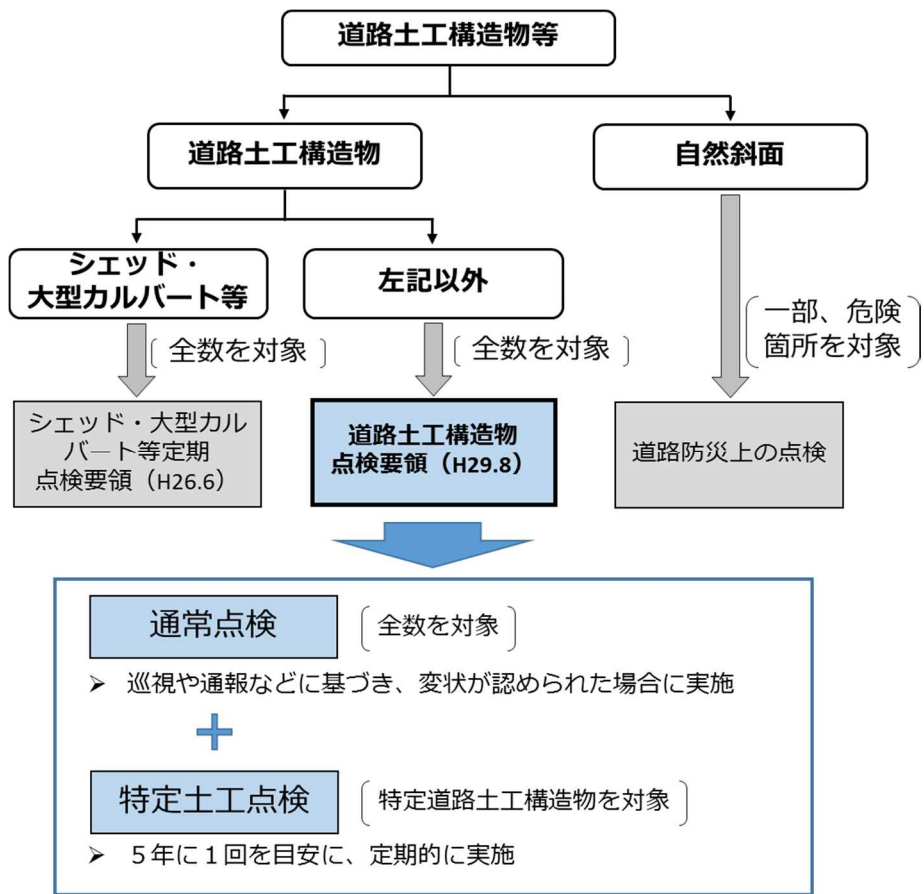 道路土工構造物等
道路土工構造物
自然斜面
シェッド・
大型カルバート等
左記以外
全数を対象
全数を対象
一部、危険
箇所を対象
シェッド・大型カル
バート等定期
点検要領（H26.6）
道路土工構造物
点検要領（H29.8）
道路防災上の点検
通常点検
全数を対象
➢ 巡視や通報などに基づき、変状が認められた場合に実施
＋
特定土工点検
特定道路土工構造物を対象
➢ ５年に１回を目安に、定期的に実施